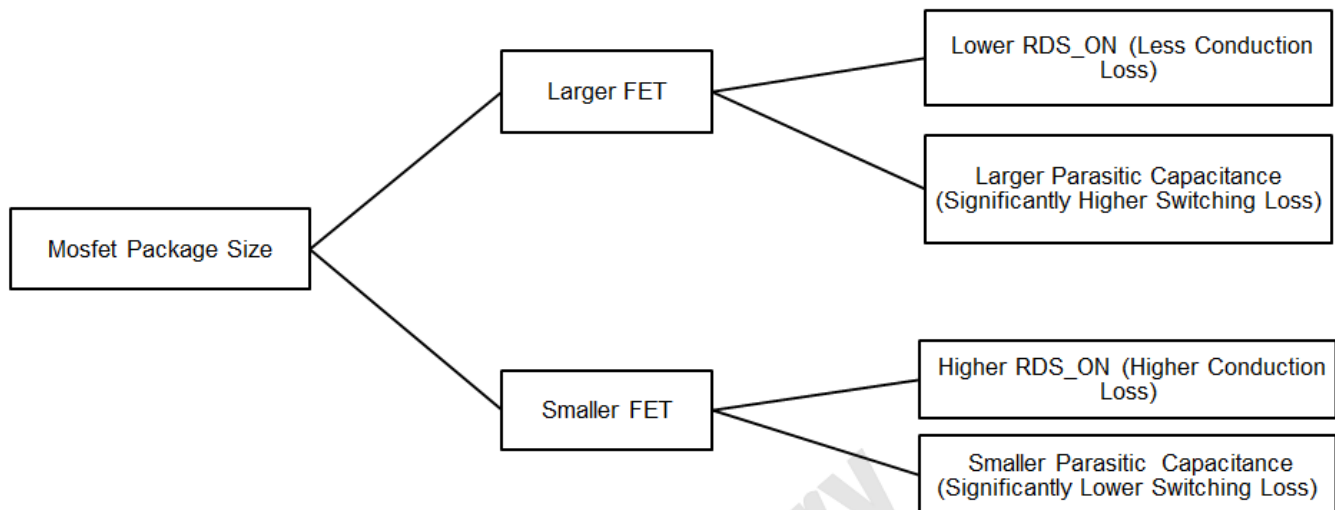 Lower RDS_ON (Less Conduction
Loss)
Larger FET
Larger Parasitic Capacitance
(Significantly Higher Switching Loss)
Mosfet Package Size
Higher RDS_ON (Higher Conduction
Loss)
Smaller FET
Smaller Parasitic Capacitance
(Significantly Lower Switching Loss)